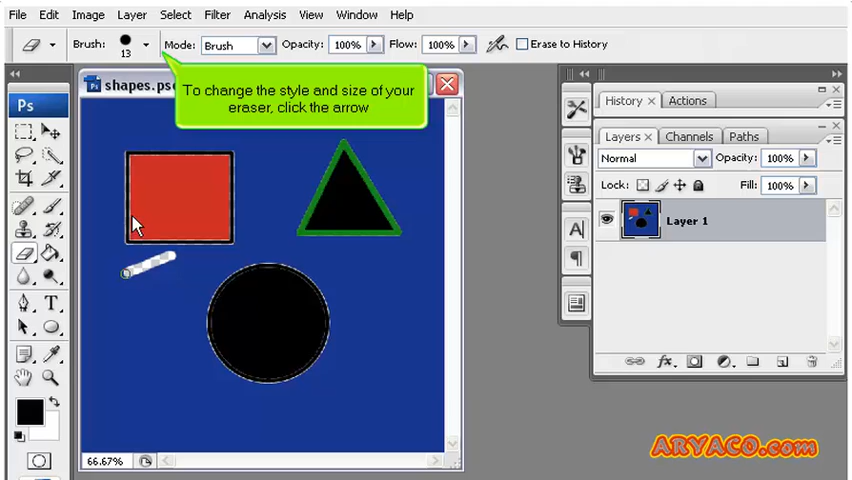 File Edit Image Layer Select Filter Analysis View Window Help
Brush: 13 Mode: Brush Opacity: 100% Flow: 100% Erase to History
shapes.ps
To change the style and size of your
eraser, click the arrow
Ps
T
66.67%
History × Actions
Layers × Channels Paths
Normal Opacity: 100%
Lock: Fill: 100%
A
Layer 1
fx
ARYACO.com